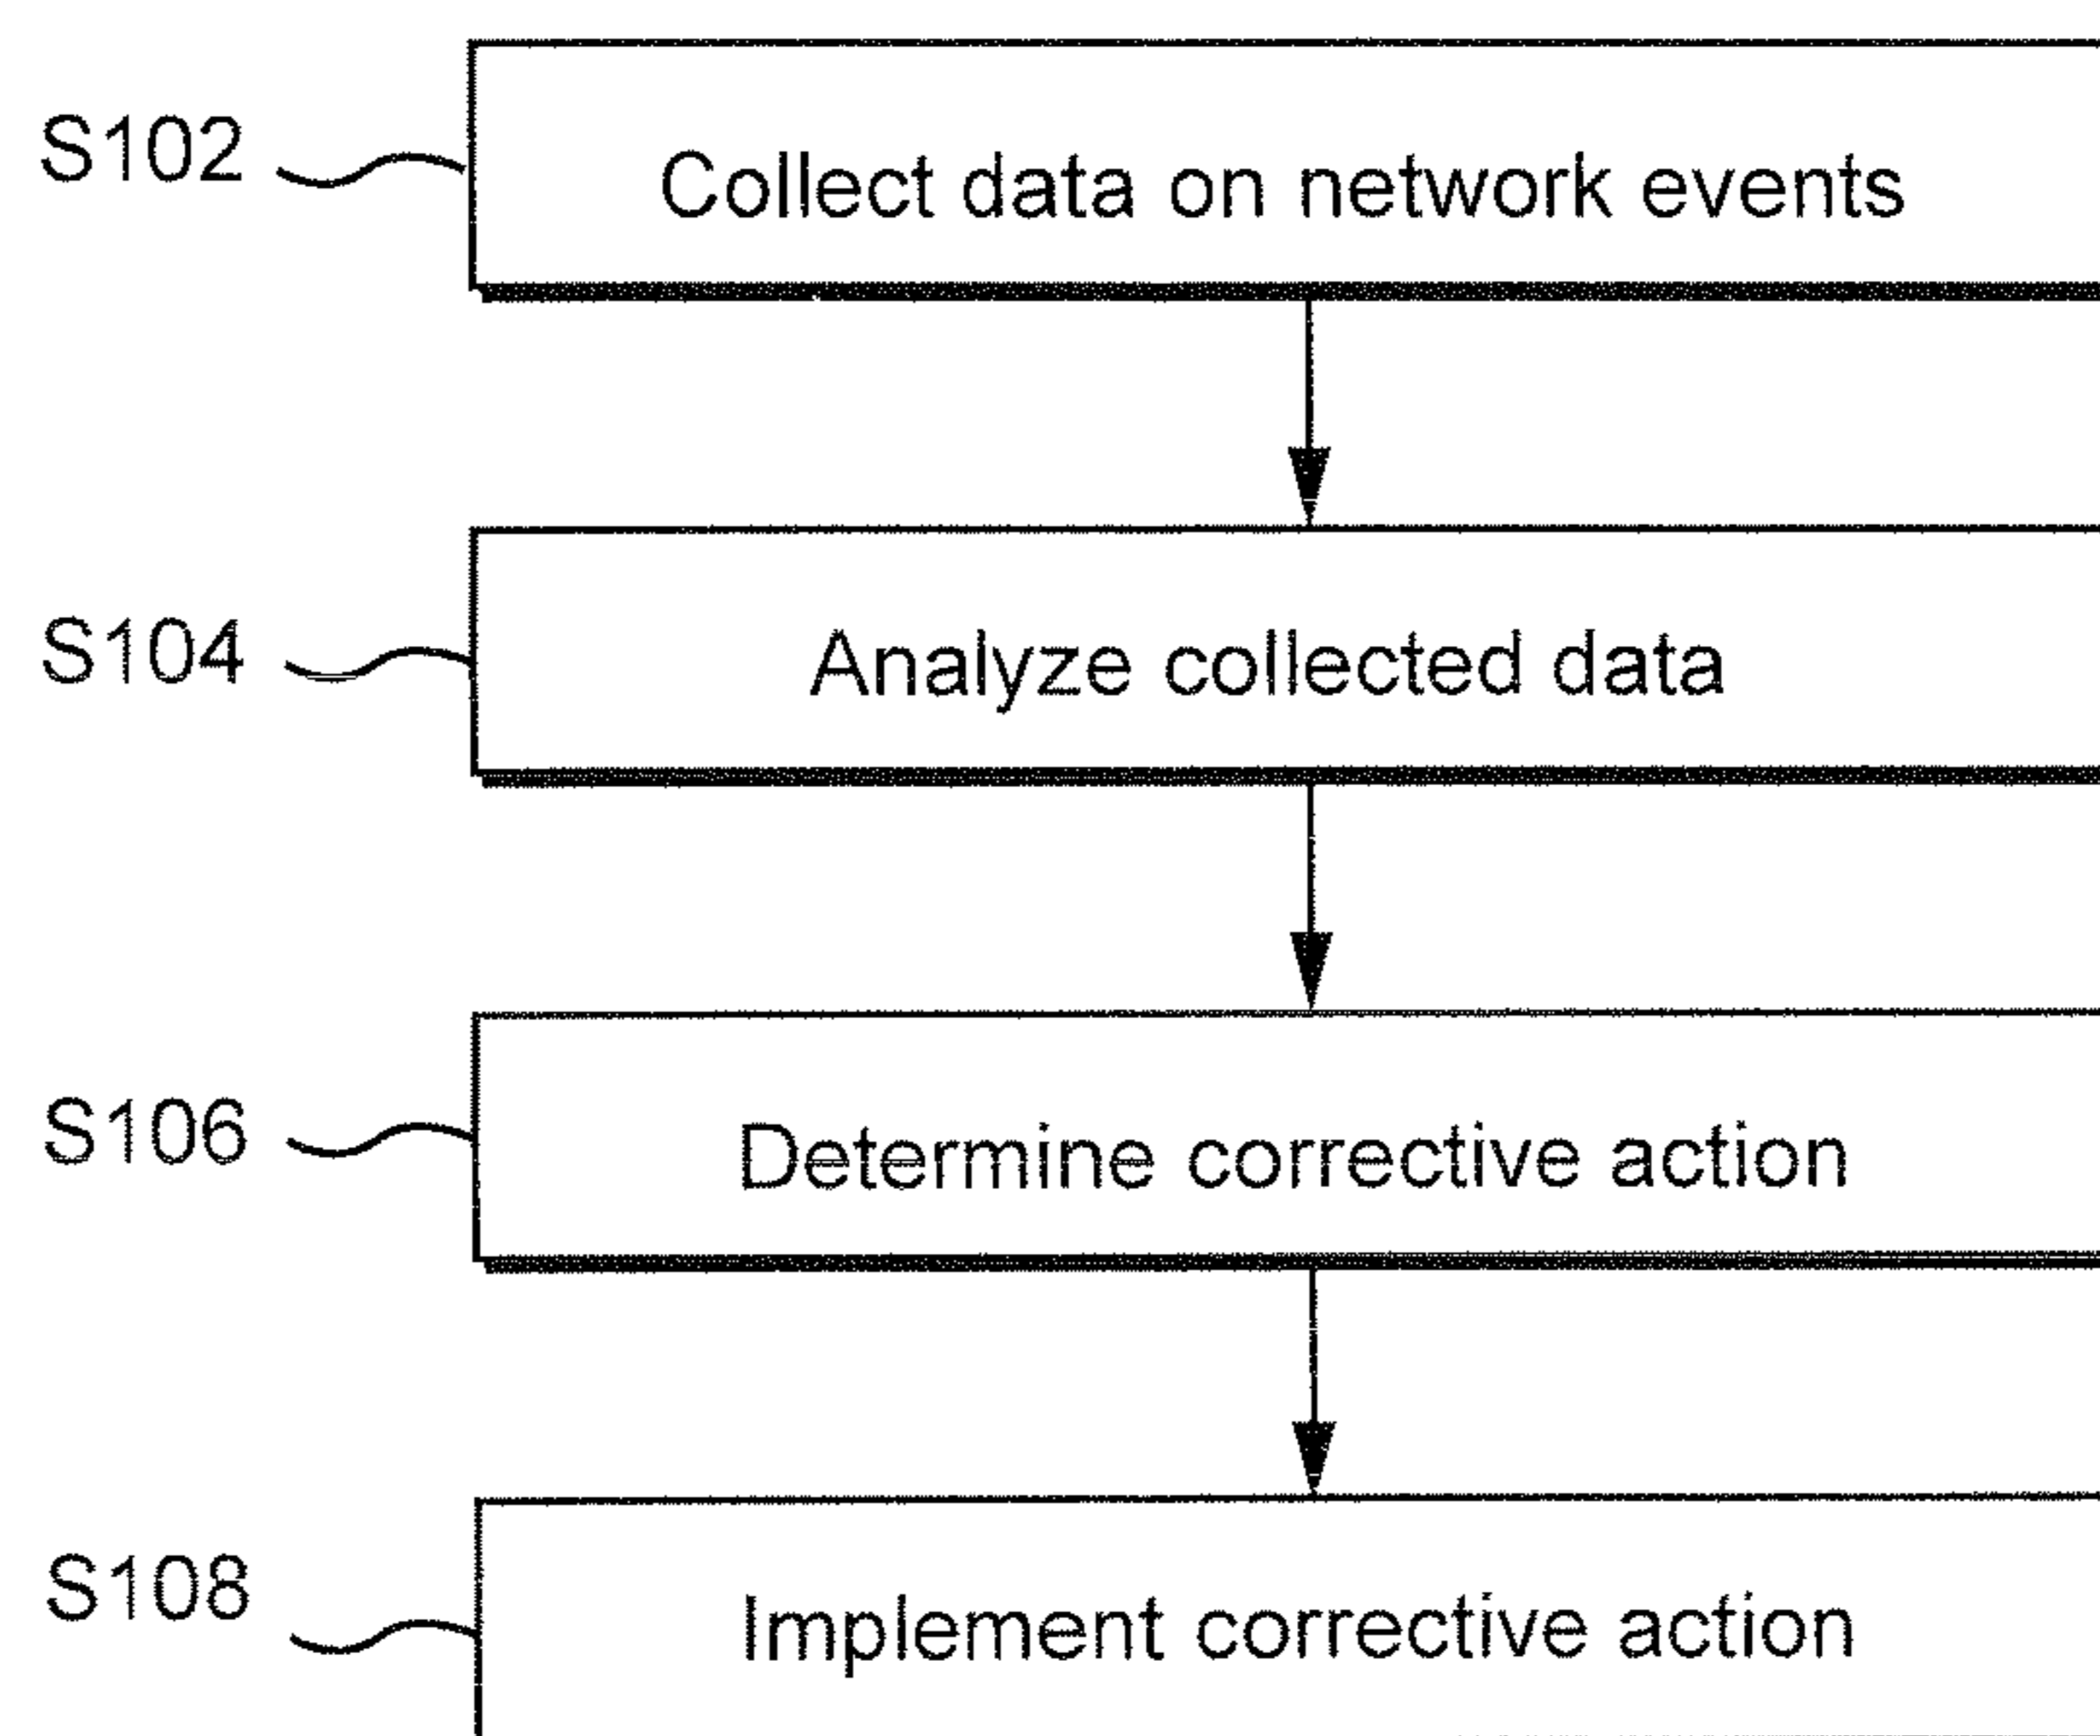 S102
Collect data on network events
S104
Analyze collected data
S106
Determine corrective action
S108
Implement corrective action